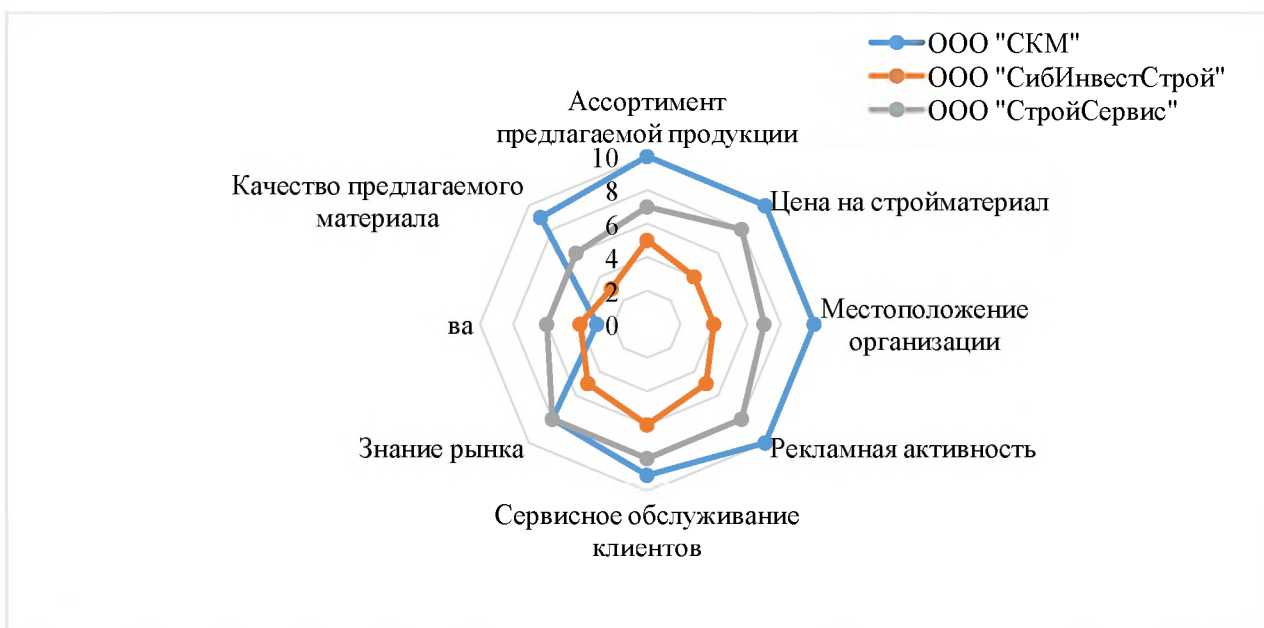 ООО "СКМ"
ООО "СибИнвестСтрой"
ООО "СтройСервис"
Ассортимент
предлагаемой продукции
Цена на стройматериал
Местоположение
организации
Рекламная активность
Сервисное обслуживание
клиентов
Знание рынка
ва
Качество предлагаемого
материала
10
8
6
4
2
0